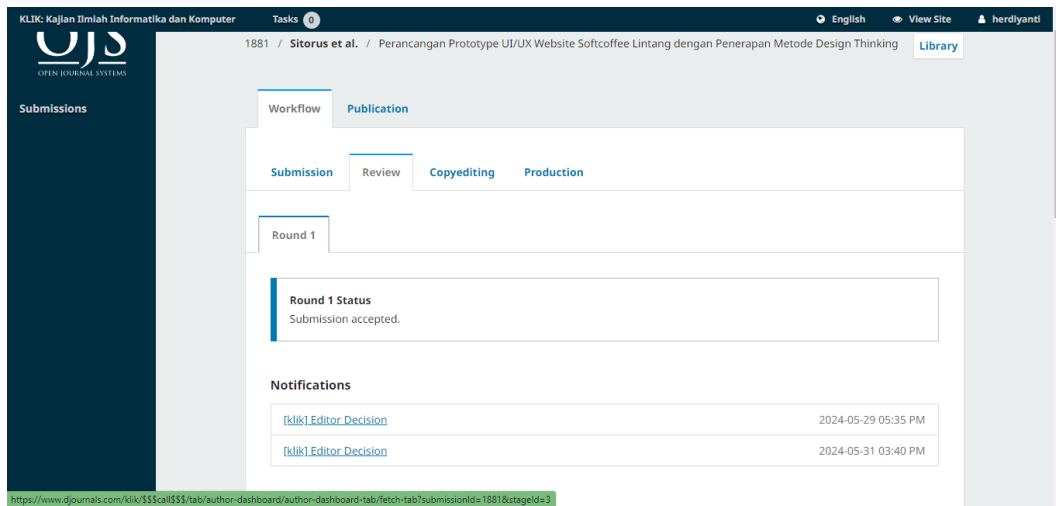 KLIK: Kajian Ilmiah Informatika dan Komputer Tasks 0 English View Site herdiyanti
OJS
OPEN JOURNAL SYSTEMS
1881 / Sitorus et al. / Perancangan Prototype UI/UX Website Softcoffee Lintang dengan Penerapan Metode Design Thinking Library
Submissions
Workflow Publication
Submission Review Copyediting Production
Round 1
Round 1 Status
Submission accepted.
Notifications
[klik] Editor Decision 2024-05-29 05:35 PM
[klik] Editor Decision 2024-05-31 03:40 PM
https://www.djournals.com/klik/$$$call$$$/tab/author-dashboard/author-dashboard-tab/fetch-tab?submissionId=1881&stageId=3